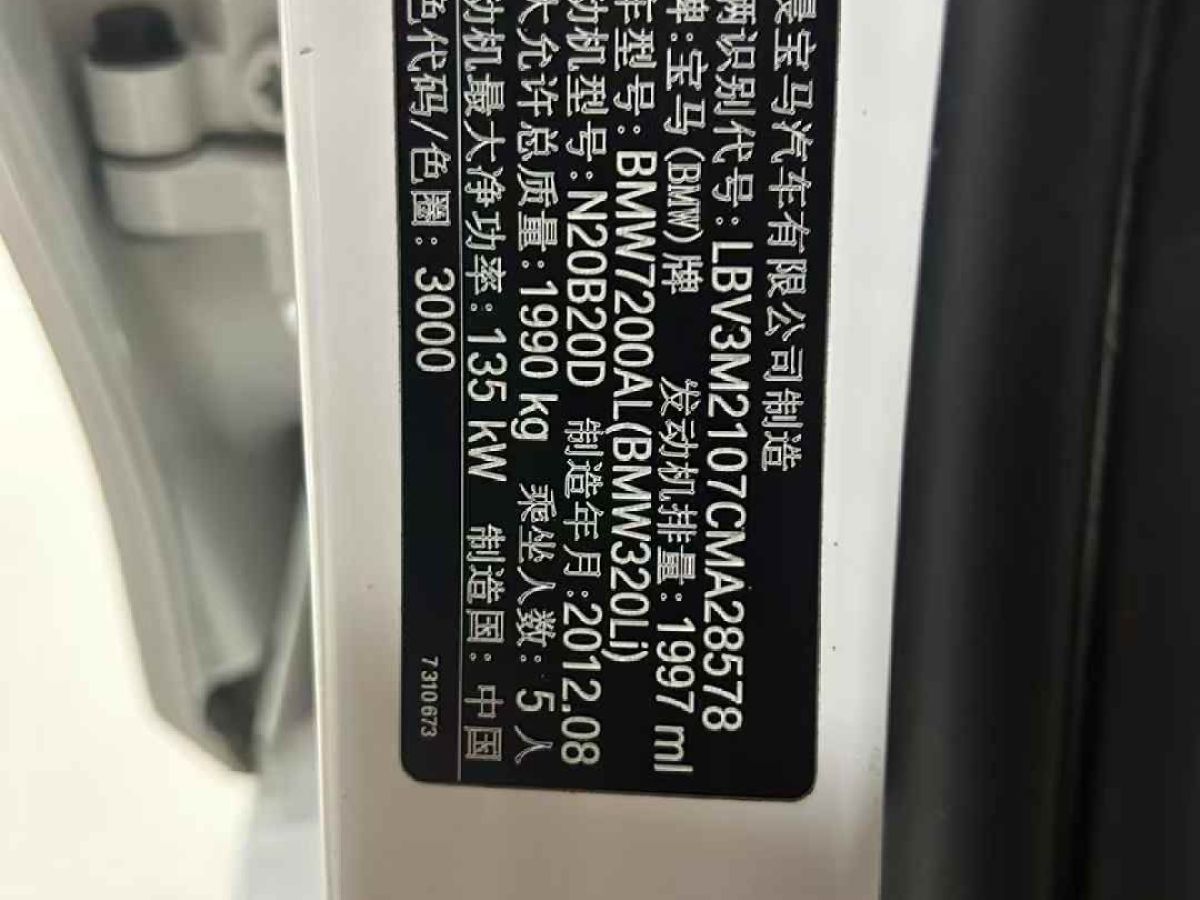 宝马汽车有限公司制造
识别代号:LBV3M2107CMA28578
牌:宝马(BMW)牌 发动机排量:1997 ml
车型号:BMW7200AL(BMW320Li)
动机型号:N20B20D 制造年月:2012.08
大允许总质量:1990 kg 乘坐人数:5人
动机最大净功率:135 kW 制造国:中国
色代码/色圈:3000 7310673